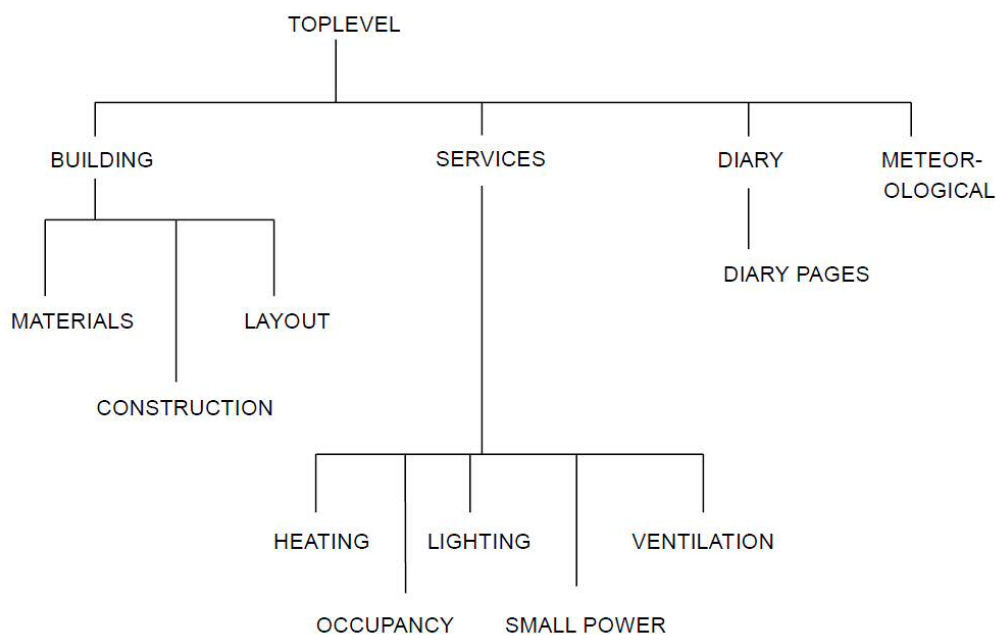 TOPLEVEL
BUILDING
SERVICES
DIARY
METEOR-
OLOGICAL
DIARY PAGES
MATERIALS
LAYOUT
CONSTRUCTION
HEATING
LIGHTING
VENTILATION
OCCUPANCY
SMALL POWER